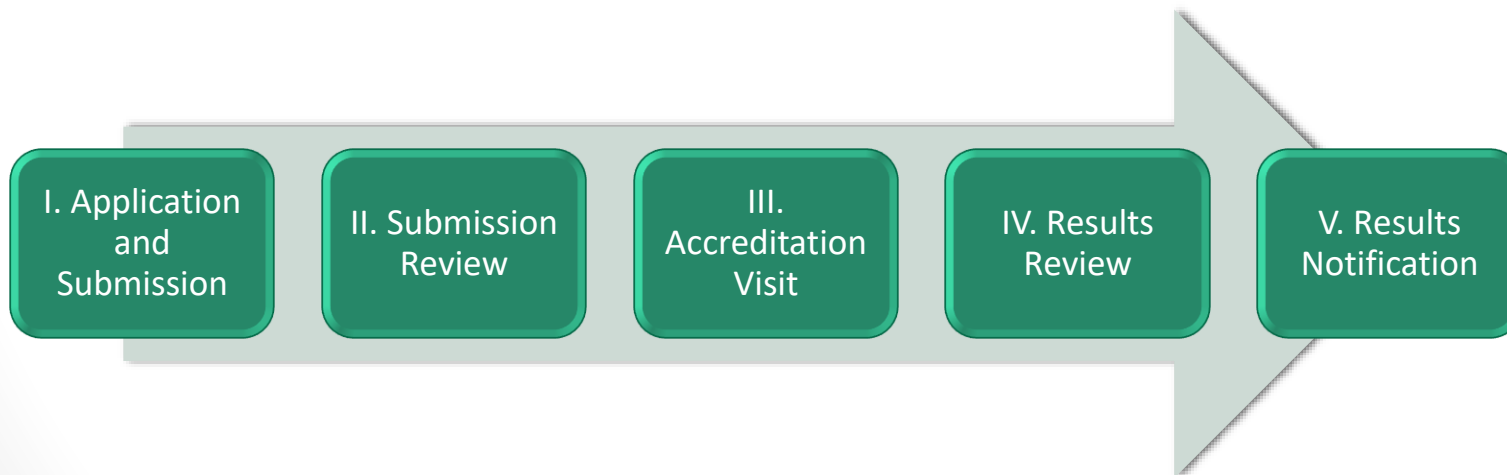 I. Application
and
Submission
II. Submission
Review
III.
Accreditation
Visit
IV. Results
Review
V. Results
Notification